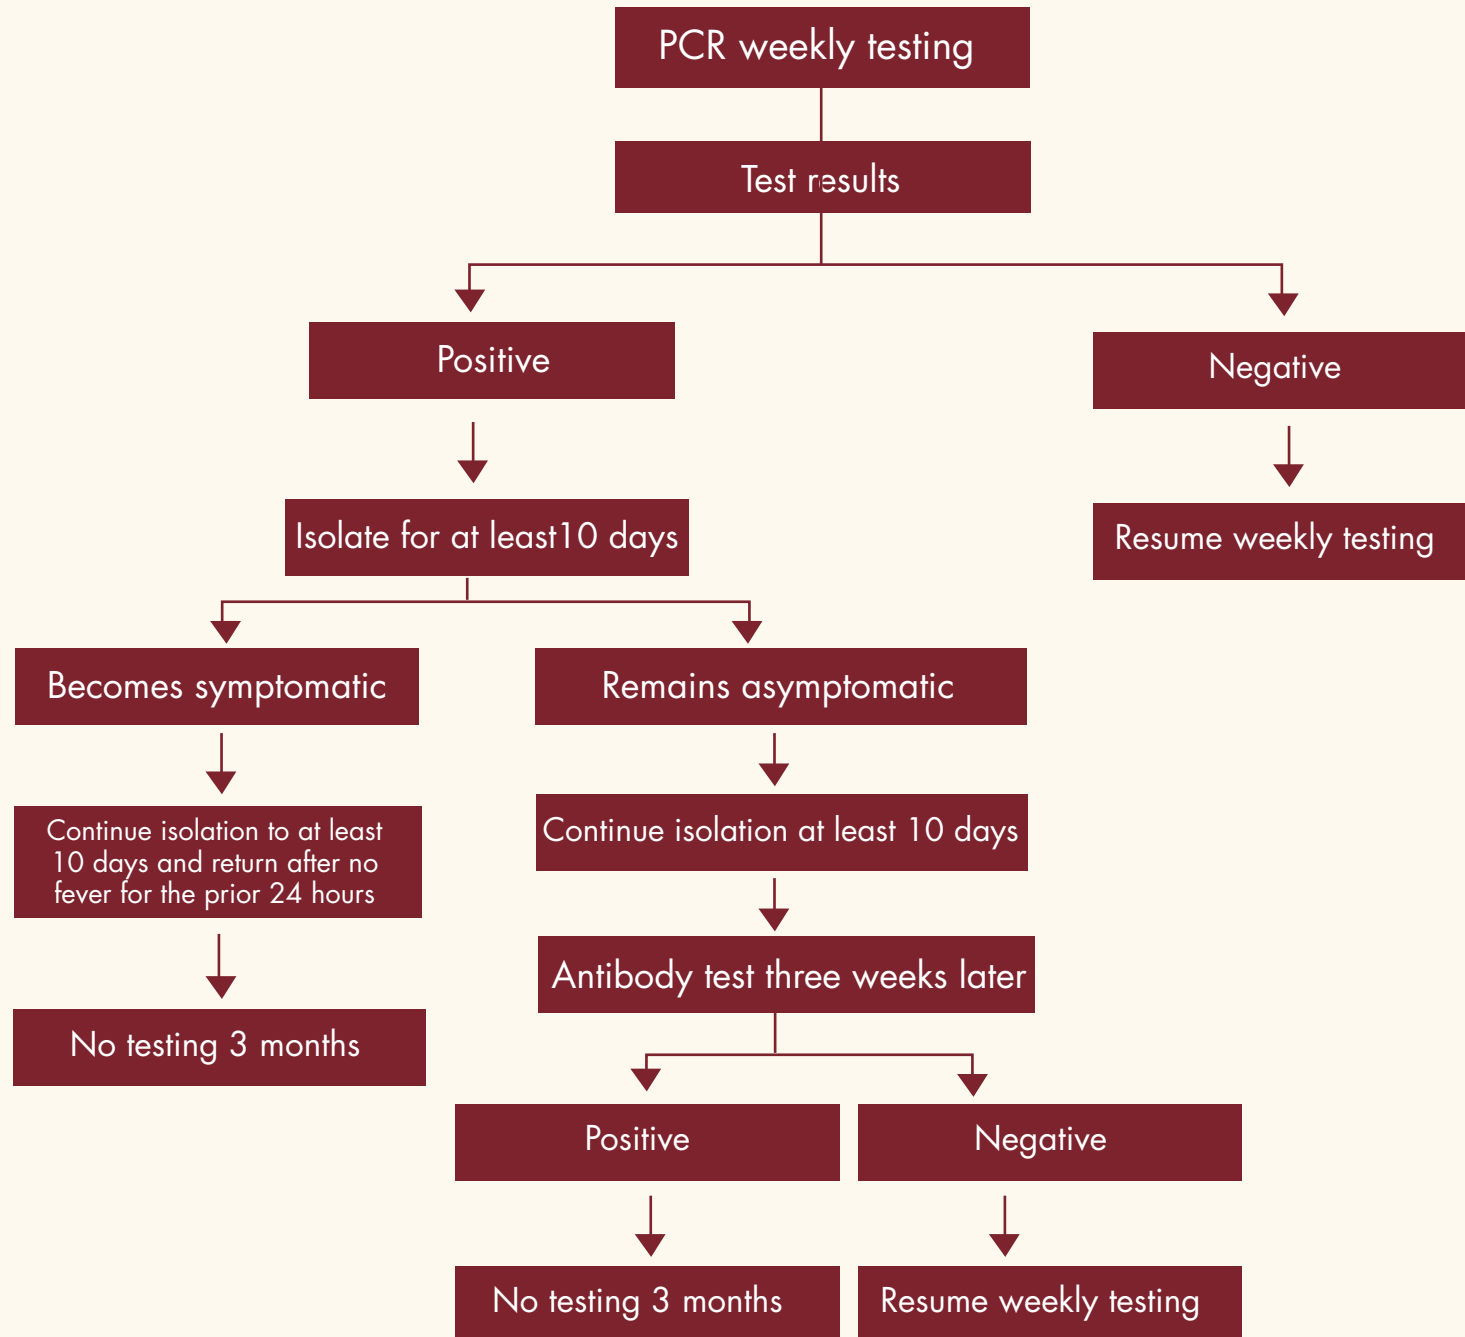 PCR weekly testing
Test results
Positive
Negative
Isolate for at least10 days
Resume weekly testing
Becomes symptomatic
Remains asymptomatic
Continue isolation to at least
10 days and return after no
fever for the prior 24 hours
Continue isolation at least 10 days
Antibody test three weeks later
No testing 3 months
Positive
Negative
No testing 3 months
Resume weekly testing